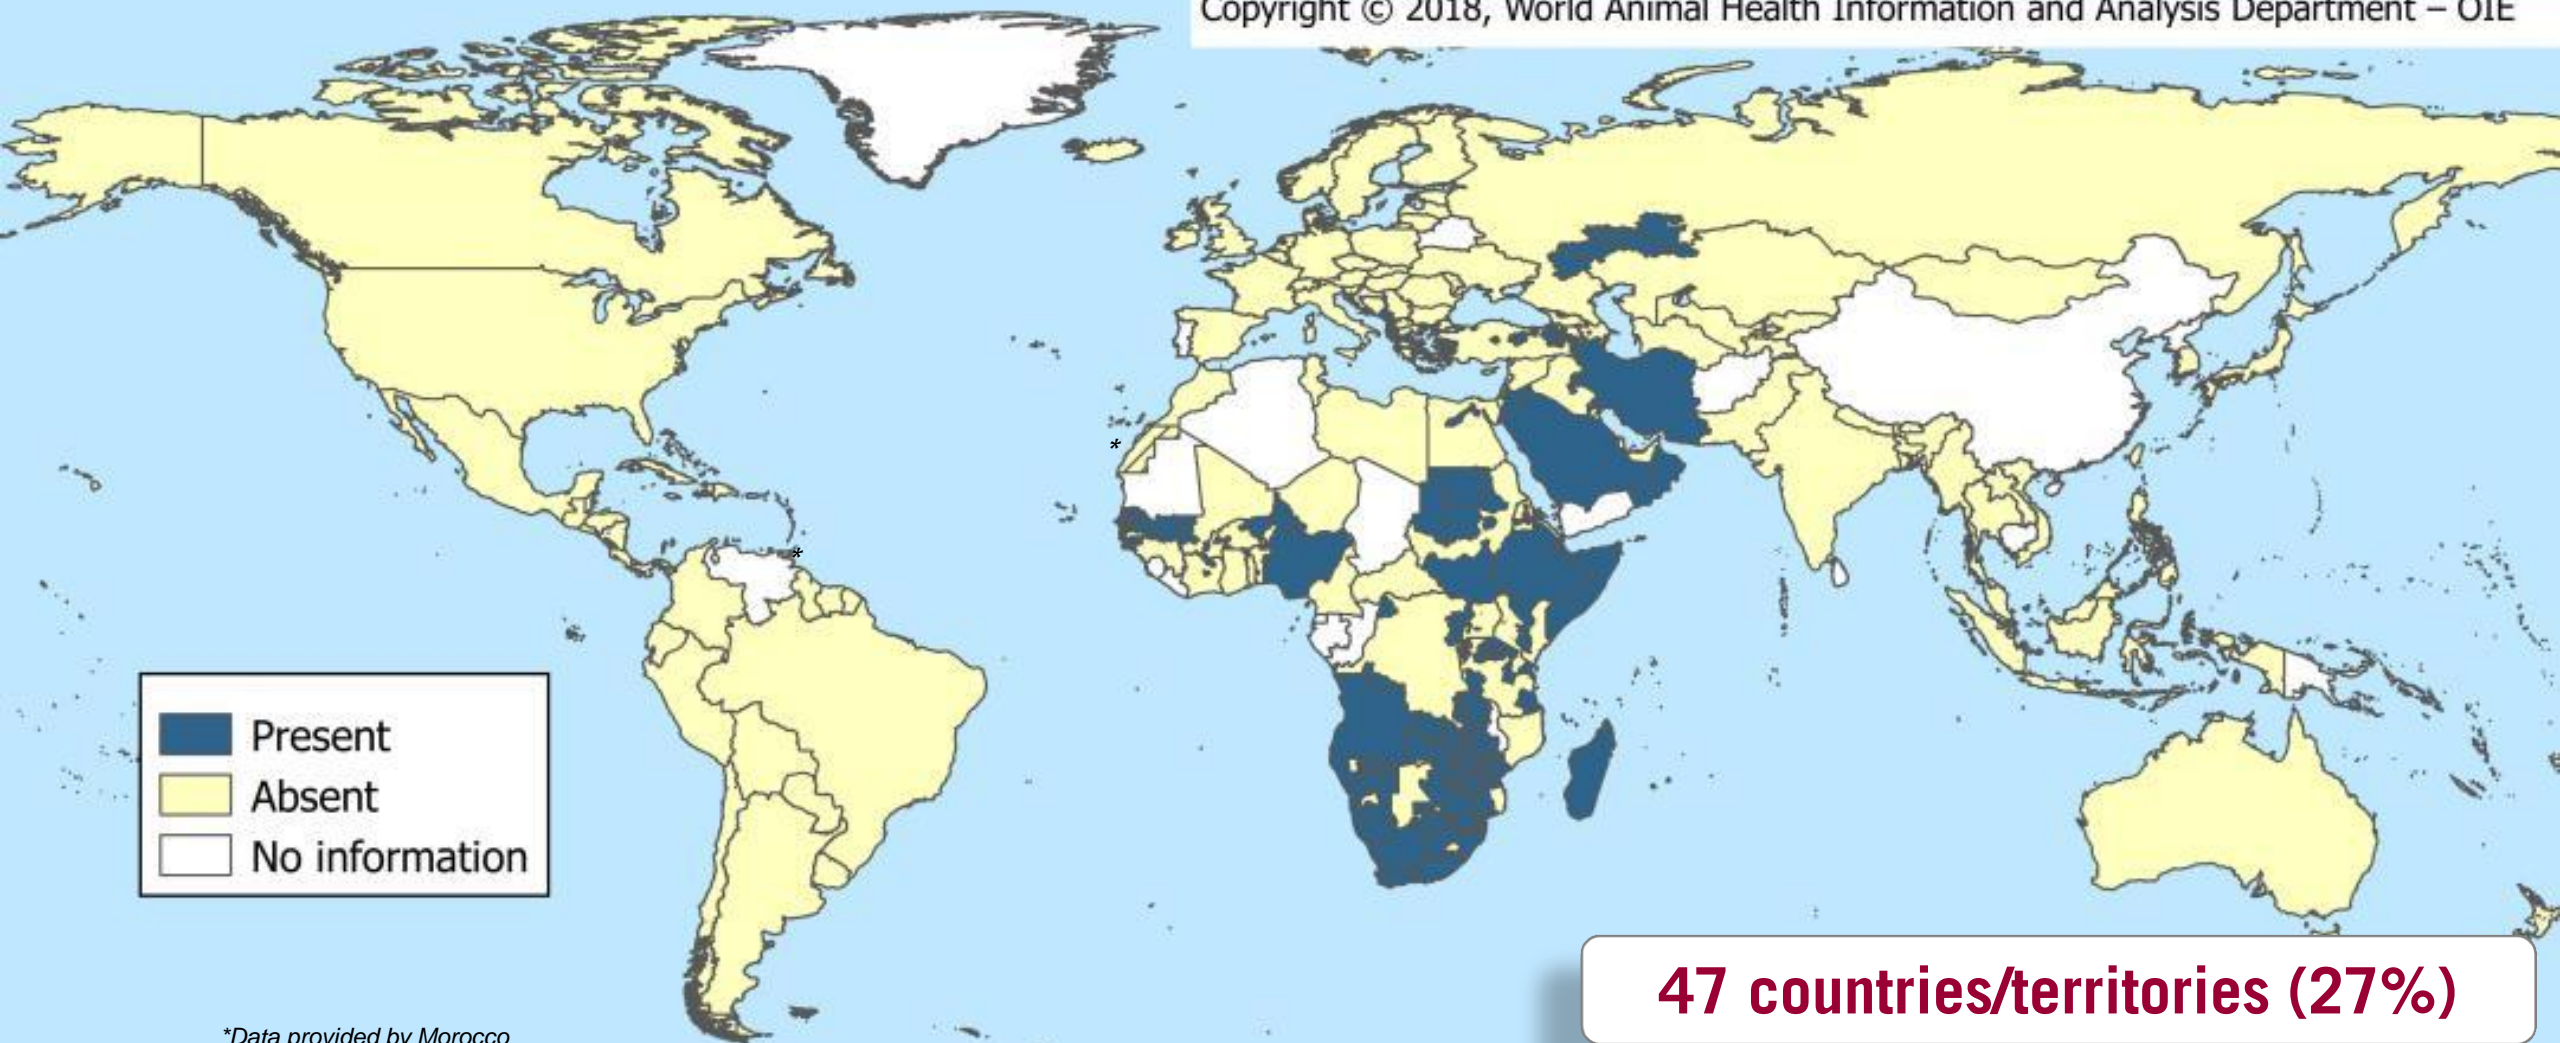 Copyright © 2018, World Animal Health Information and Analysis Department – OIE
*
*
Present
Absent
No information
47 countries/territories (27%)
*Data provided by Morocco